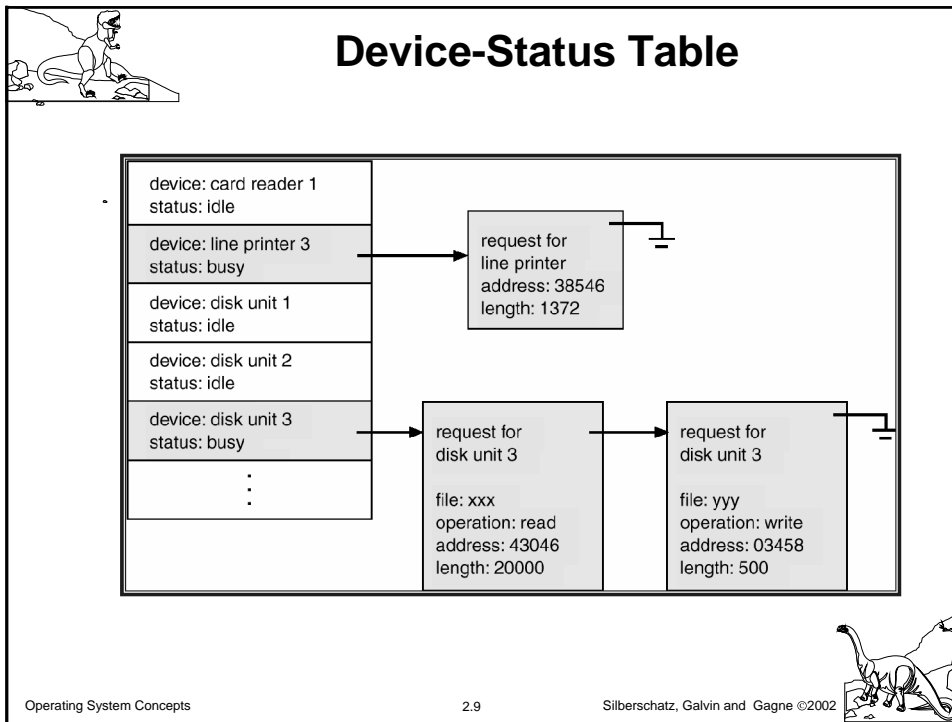 Device-Status Table
device: card reader 1
status: idle
device: line printer 3
status: busy
device: disk unit 1
status: idle
device: disk unit 2
status: idle
device: disk unit 3
status: busy
request for
line printer
address: 38546
length: 1372
request for
disk unit 3
file: xxx
operation: read
address: 43046
length: 20000
request for
disk unit 3
file: yyy
operation: write
address: 03458
length: 500
Operating System Concepts
2.9
Silberschatz, Galvin and Gagne ©2002